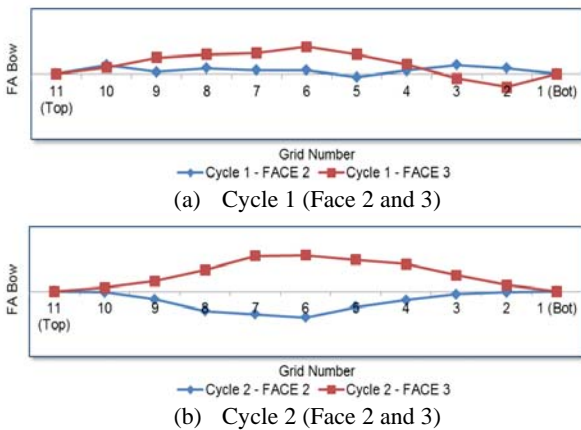 FA Bow
11 10 9 8 7 6 5 4 3 2 1 (Bot)
(Top)
Grid Number
Cycle 1 - FACE 2 Cycle 1 - FACE 3
(a) Cycle 1 (Face 2 and 3)
FA Bow
11 10 9 8 7 6 5 4 3 2 1 (Bot)
(Top)
Grid Number
Cycle 2 - FACE 2 Cycle 2 - FACE 3
(b) Cycle 2 (Face 2 and 3)